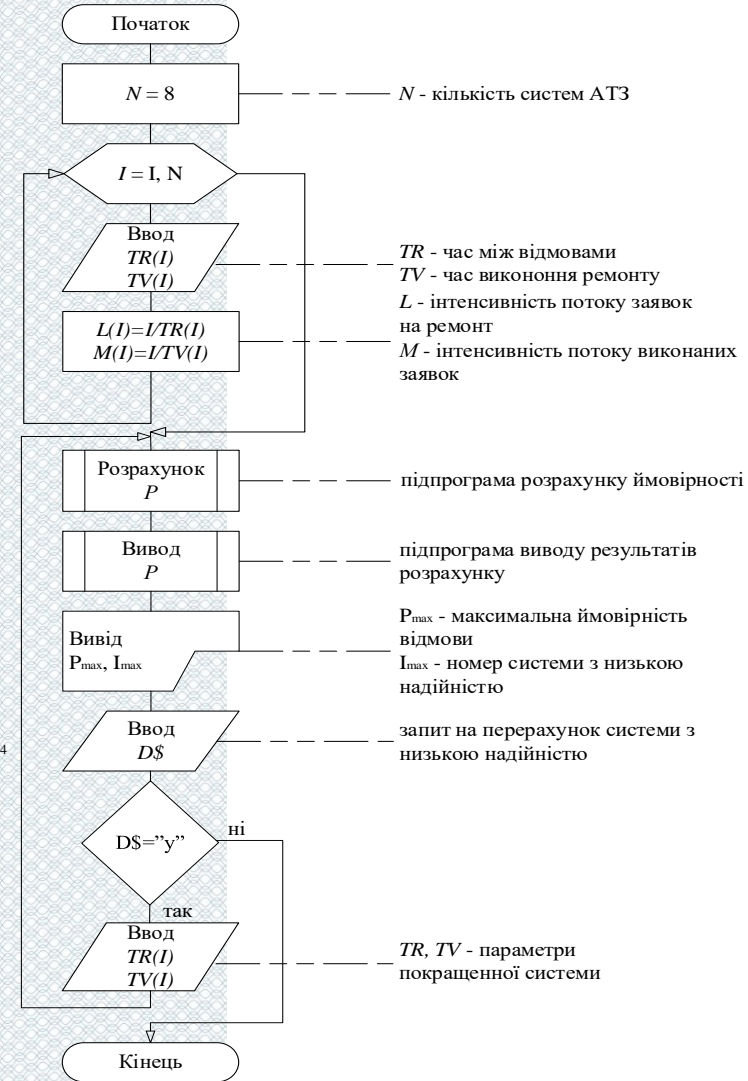 Початок
N = 8
N - кількість систем АТЗ
I = I, N
Ввод
TR(I)
TV(I)
TR - час між відмовами
TV - час викононня ремонту
L(I)=I/TR(I)
M(I)=I/TV(I)
L - інтенсивність потоку заявок
на ремонт
M - інтенсивність потоку виконаних
заявок
Розрахунок
P
підпрограма розрахунку ймовірності
Вивод
P
підпрограма виводу результатів
розрахунку
Вивід
Pmax, Imax
Pmax - максимальна ймовірність
відмови
Imax - номер системи з низькою
надійністю
Ввод
D$
запит на перерахунок системи з
низькою надійністю
4
D$=”y”
ні
так
Ввод
TR(I)
TV(I)
TR, TV - параметри
покращенної системи
Кінець